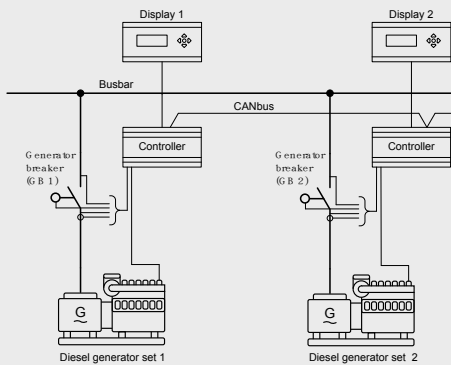 Display 1
Display 2
Busbar
CANbus
Controller
Controller
Generator
breaker
(GB 1)
Generator
breaker
(GB 2)
G
~
G
~
Diesel generator set 1
Diesel generator set 2